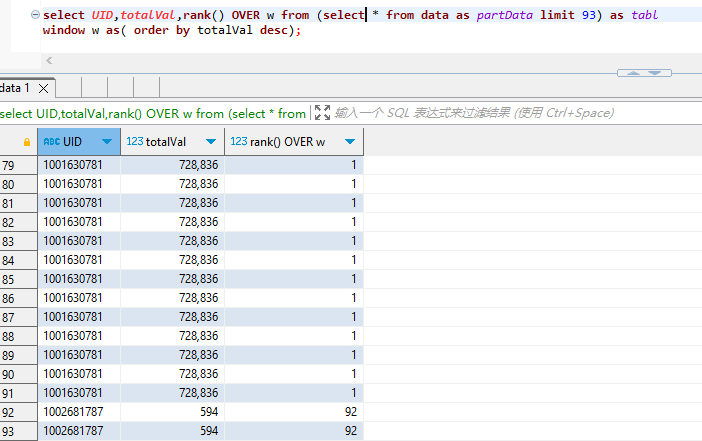 select UID,totalVal,rank() OVER w from (select * from data as partData limit 93) as tabl
window w as( order by totalVal desc);
data 1
select UID,totalVal,rank() OVER w from (select * from 输入一个 SQL 表达式来过滤结果 (使用 Ctrl+Space)
ABC UID 123 totalVal 123 rank() OVER w
79 1001630781 728,836 1
80 1001630781 728,836 1
81 1001630781 728,836 1
82 1001630781 728,836 1
83 1001630781 728,836 1
84 1001630781 728,836 1
85 1001630781 728,836 1
86 1001630781 728,836 1
87 1001630781 728,836 1
88 1001630781 728,836 1
89 1001630781 728,836 1
90 1001630781 728,836 1
91 1001630781 728,836 1
92 1002681787 594 92
93 1002681787 594 92